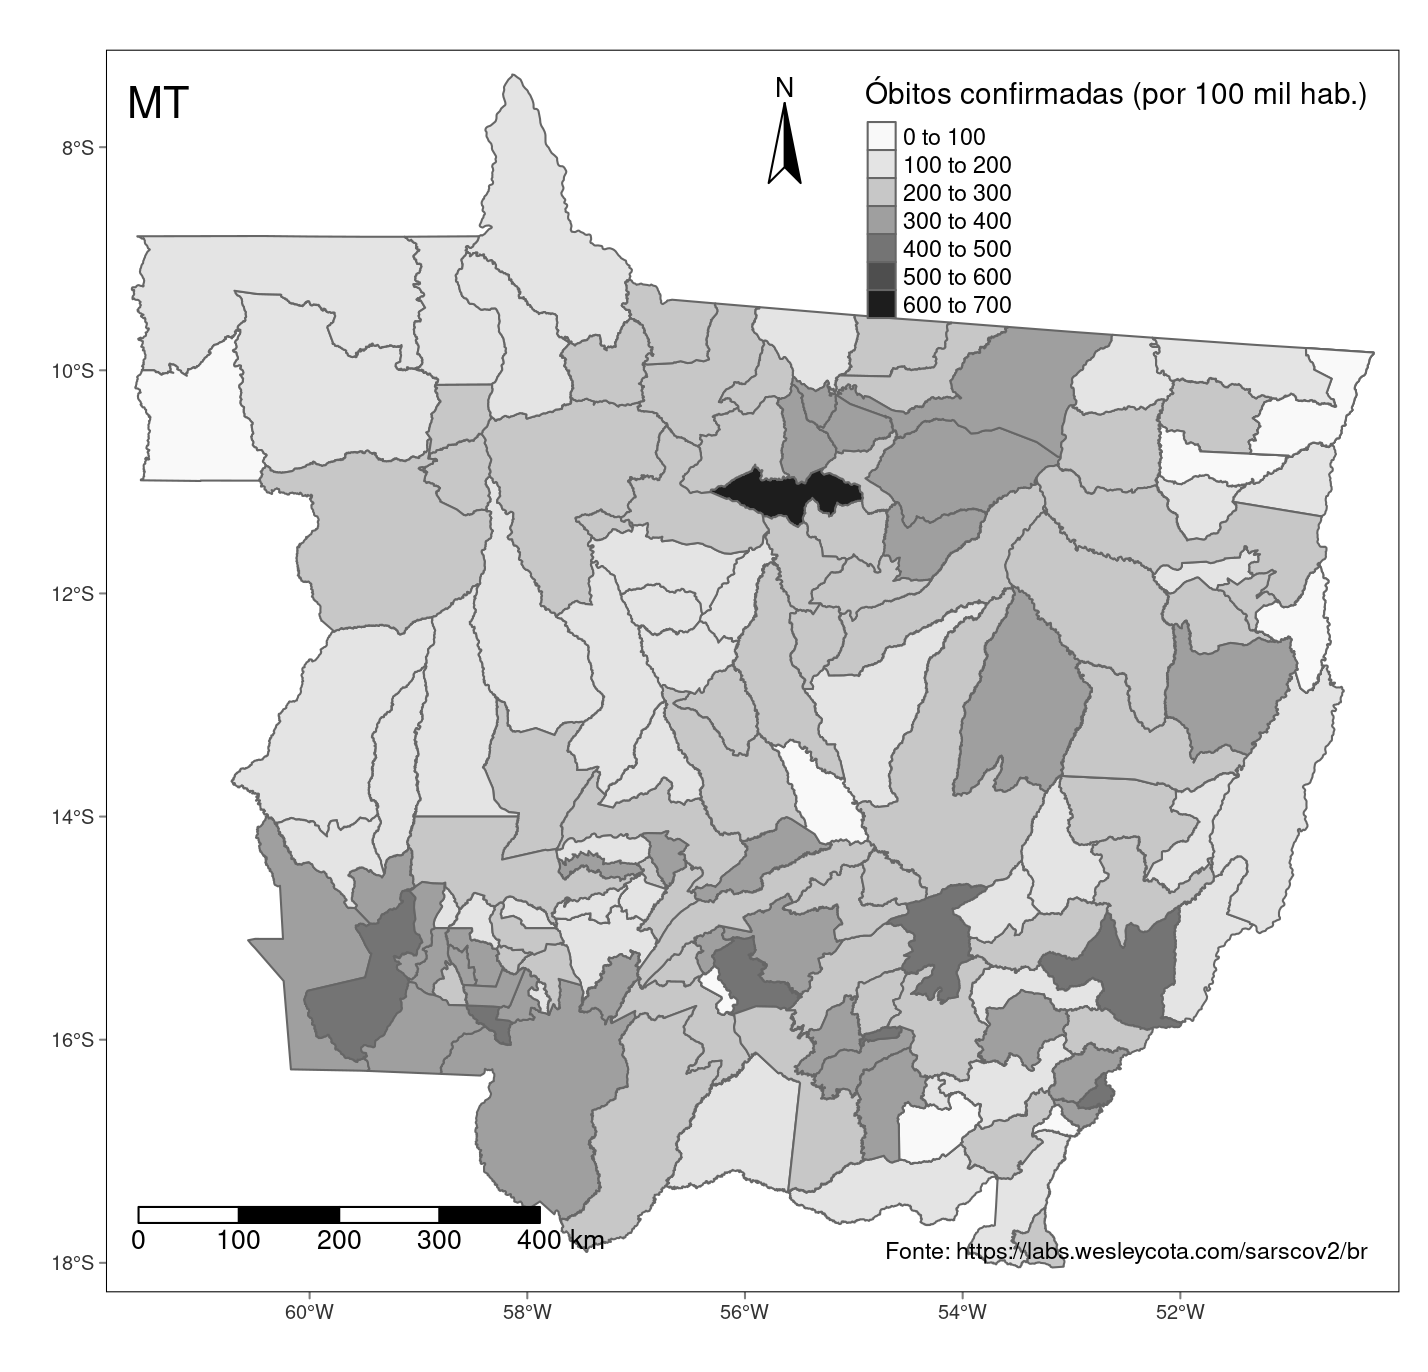 MT
N
Óbitos confirmadas (por 100 mil hab.)
0 to 100
100 to 200
200 to 300
300 to 400
400 to 500
500 to 600
600 to 700
8°S
10°S
12°S
14°S
16°S
18°S
0 100 200 300 400 km
Fonte: https://labs.wesleycota.com/sarscov2/br
60°W 58°W 56°W 54°W 52°W